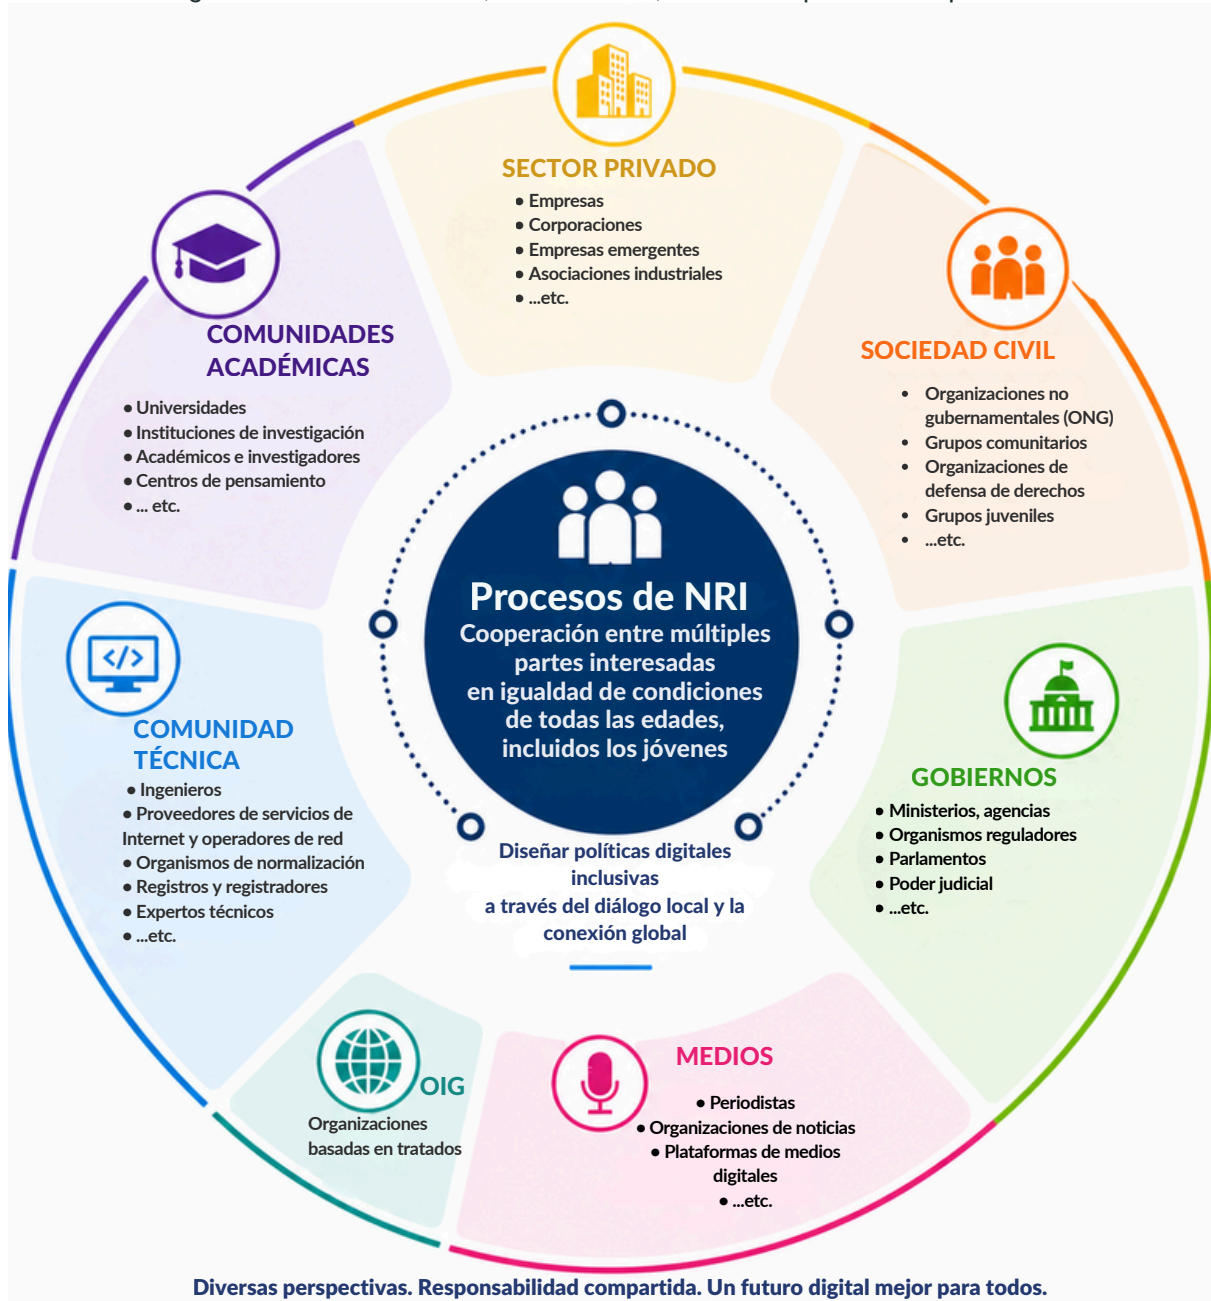 SECTOR PRIVADO
• Empresas
• Corporaciones
• Empresas emergentes
• Asociaciones industriales
• ...etc.
SOCIEDAD CIVIL
• Organizaciones no
gubernamentales (ONG)
• Grupos comunitarios
• Organizaciones de
defensa de derechos
• Grupos juveniles
• ...etc.
COMUNIDADES
ACADÉMICAS
• Universidades
• Instituciones de investigación
• Académicos e investigadores
• Centros de pensamiento
• ... etc.
Procesos de NRI
Cooperación entre múltiples
partes interesadas
en igualdad de condiciones
de todas las edades,
incluidos los jóvenes
</>
COMUNIDAD
TÉCNICA
• Ingenieros
• Proveedores de servicios de
Internet y operadores de red
• Organismos de normalización
• Registros y registradores
• Expertos técnicos
• ...etc.
GOBIERNOS
• Ministerios, agencias
• Organismos reguladores
• Parlamentos
• Poder judicial
• ...etc.
Diseñar políticas digitales
inclusivas
a través del diálogo local y la
conexión global
OIG
Organizaciones
basadas en tratados
MEDIOS
• Periodistas
• Organizaciones de noticias
• Plataformas de medios
digitales
• ...etc.
Diversas perspectivas. Responsabilidad compartida. Un futuro digital mejor para todos.